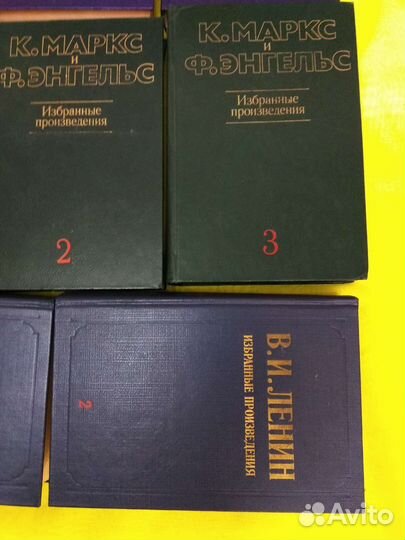 К. МАРКС
И
Ф. ЭНГЕЛЬС
Избранные
произведения
2
К. МАРКС
И
Ф. ЭНГЕЛЬС
Избранные
произведения
3
В. И. ЛЕНИН
ИЗБРАННЫЕ ПРОИЗВЕДЕНИЯ
2
Avito